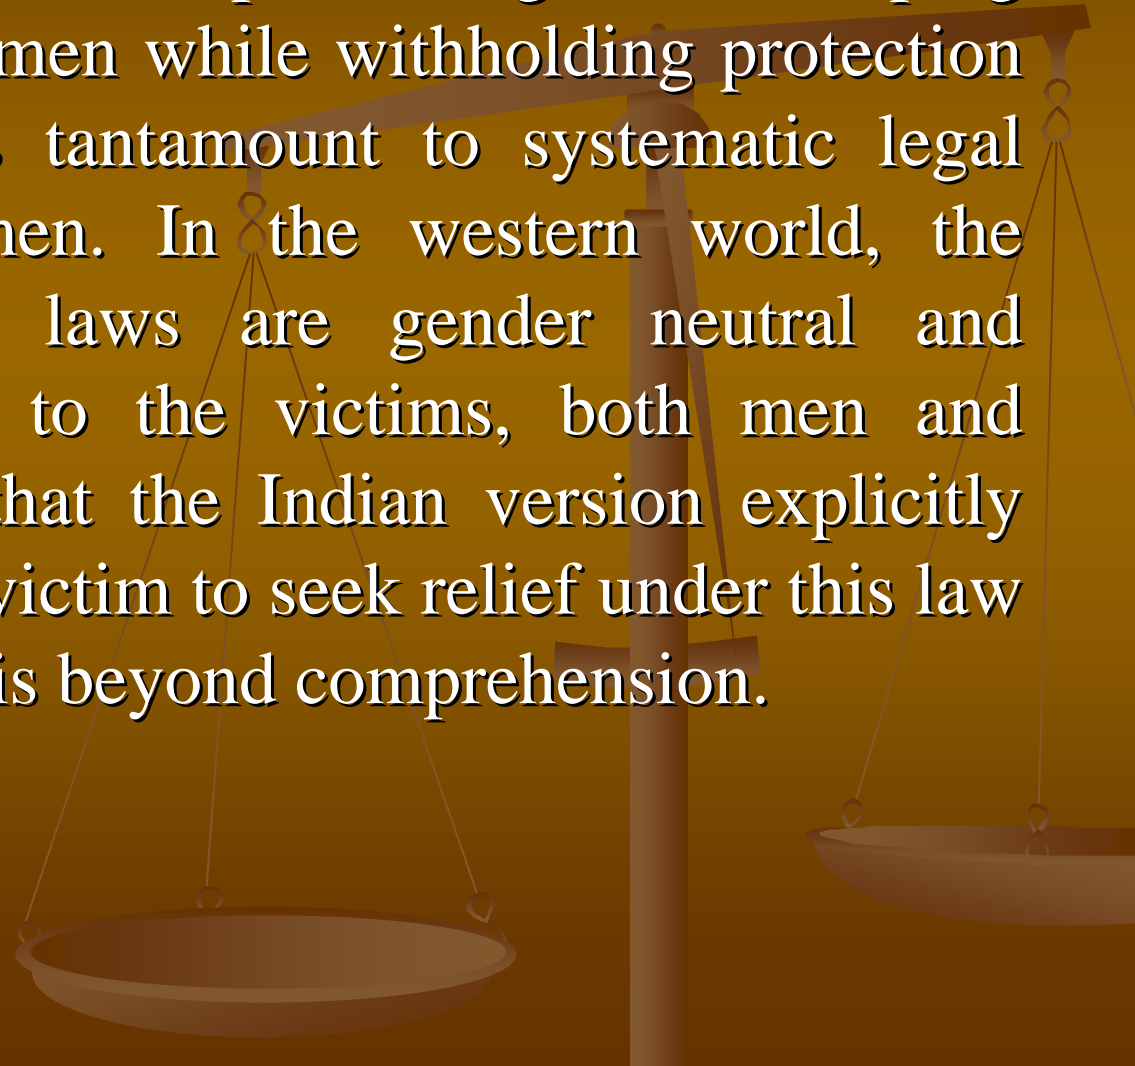 men while withholding protection
tantamount to systematic legal
In the western world, the
laws are gender neutral and
to the victims, both men and
that the Indian version explicitly
victim to seek relief under this law
is beyond comprehension.